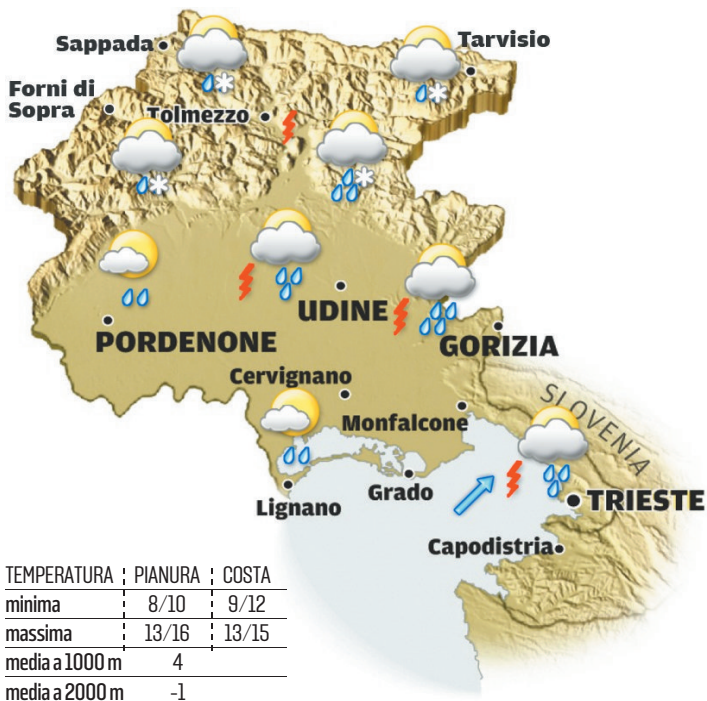 Sappada
Tarvisio
Forni di
Sopra
Tolmezzo
UDINE
PORDENONE
GORIZIA
Cervignano
SLOVENIA
Monfalcone
Grado
Lignano
TRIESTE
Capodistria
TEMPERATURA PIANURA COSTA
minima 8/10 9/12
massima 13/16 13/15
media a 1000 m 4
media a 2000 m -1